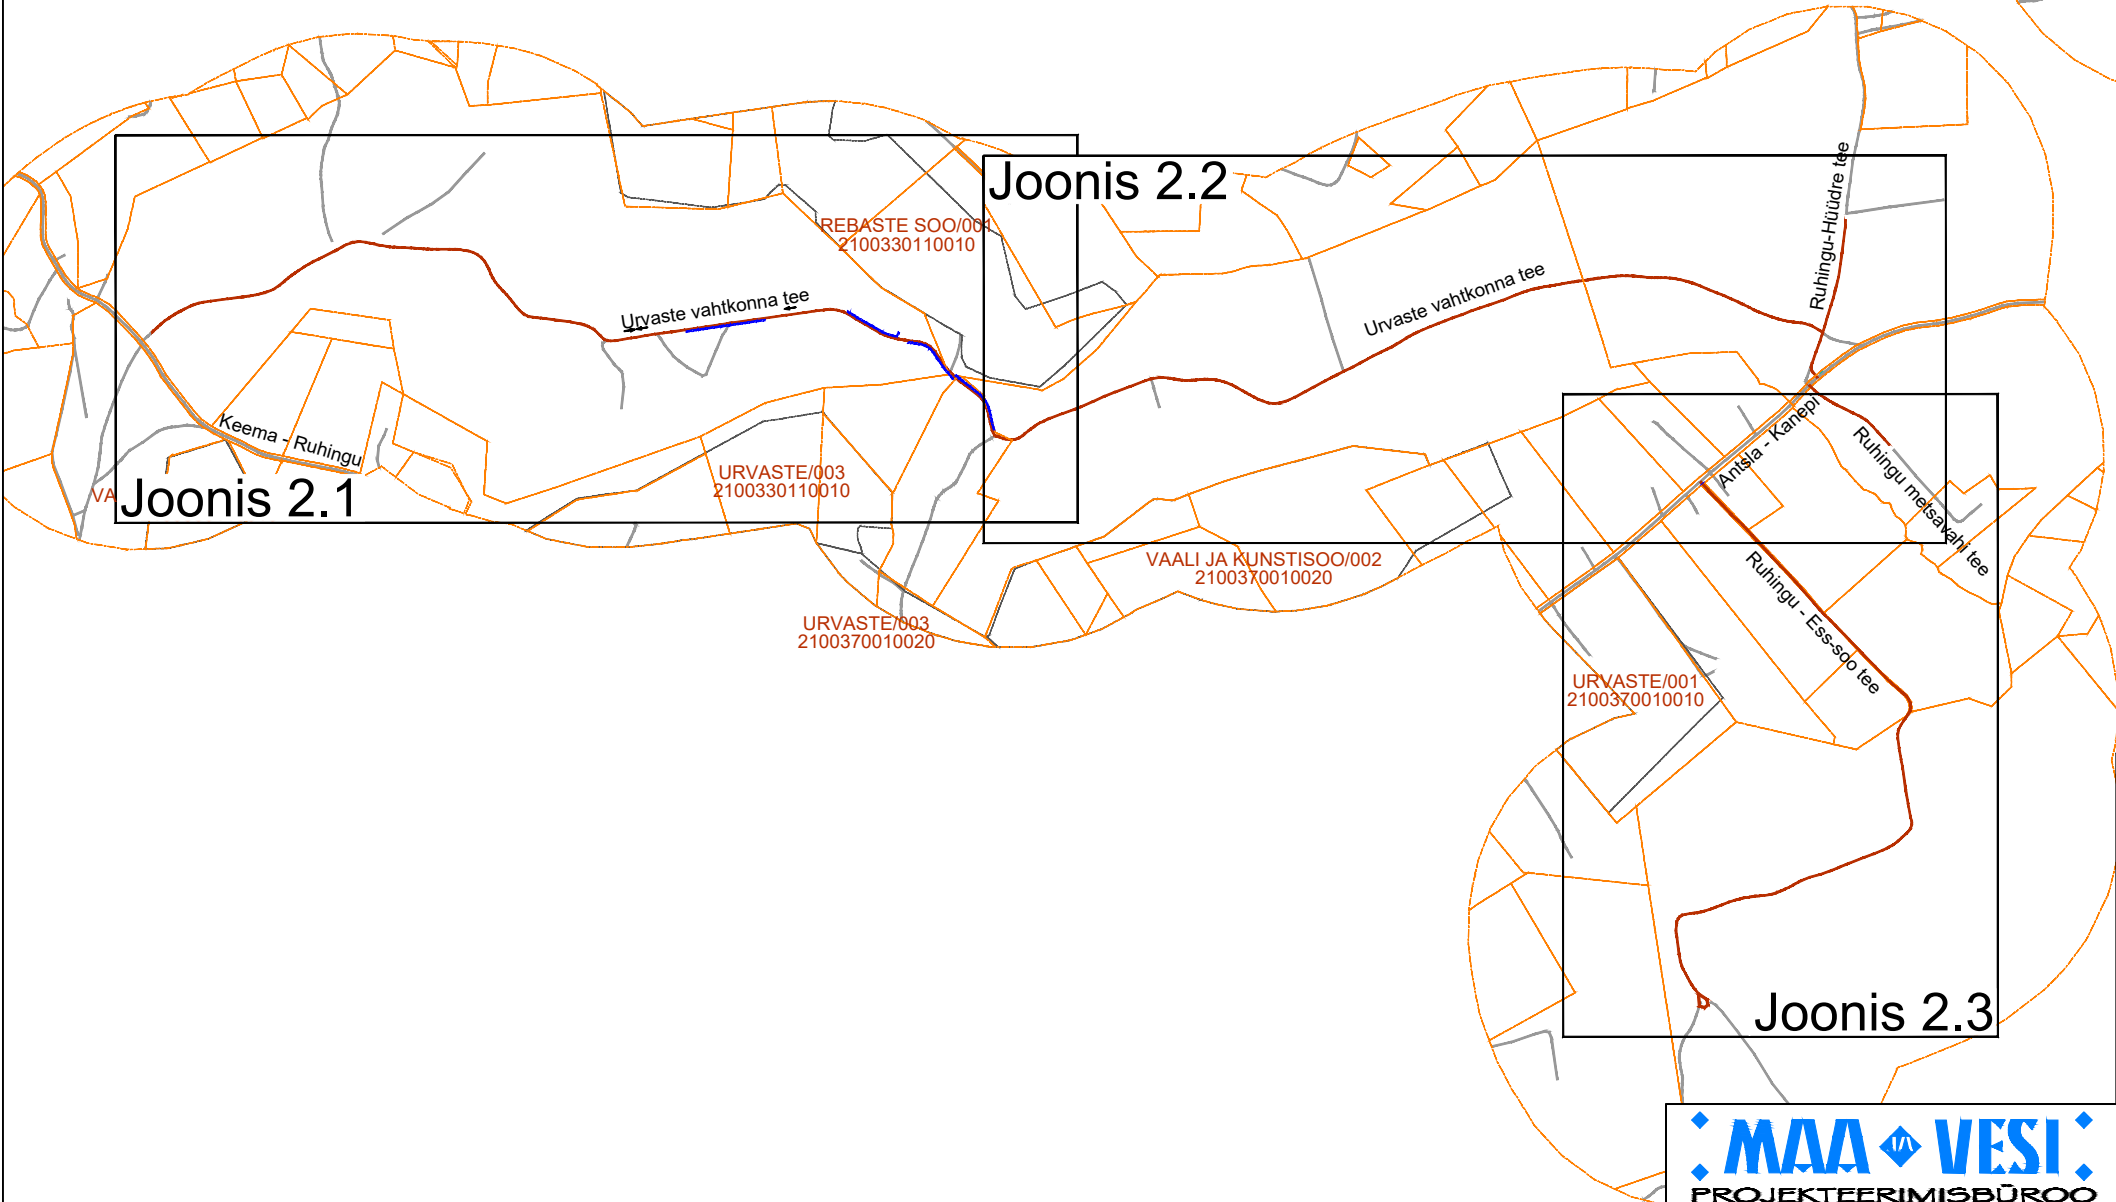 Joonis 2.2
REBASTE SOO/001
2100330110010
Urvaste vahtkonna tee
Urvaste vahtkonna tee
Ruhingu-Hüüdre tee
Keema - Ruhingu
Joonis 2.1
VA
URVASTE/003
2100330110010
Antsla - Kanepi
Ruhingu metsavahi tee
VAALI JA KUNSTISOO/002
2100370010020
URVASTE/003
2100370010020
Ruhingu - Ess-soo tee
URVASTE/001
2100370010010
Joonis 2.3
MAA VESI
PROJEKTEERIMISBÜROO